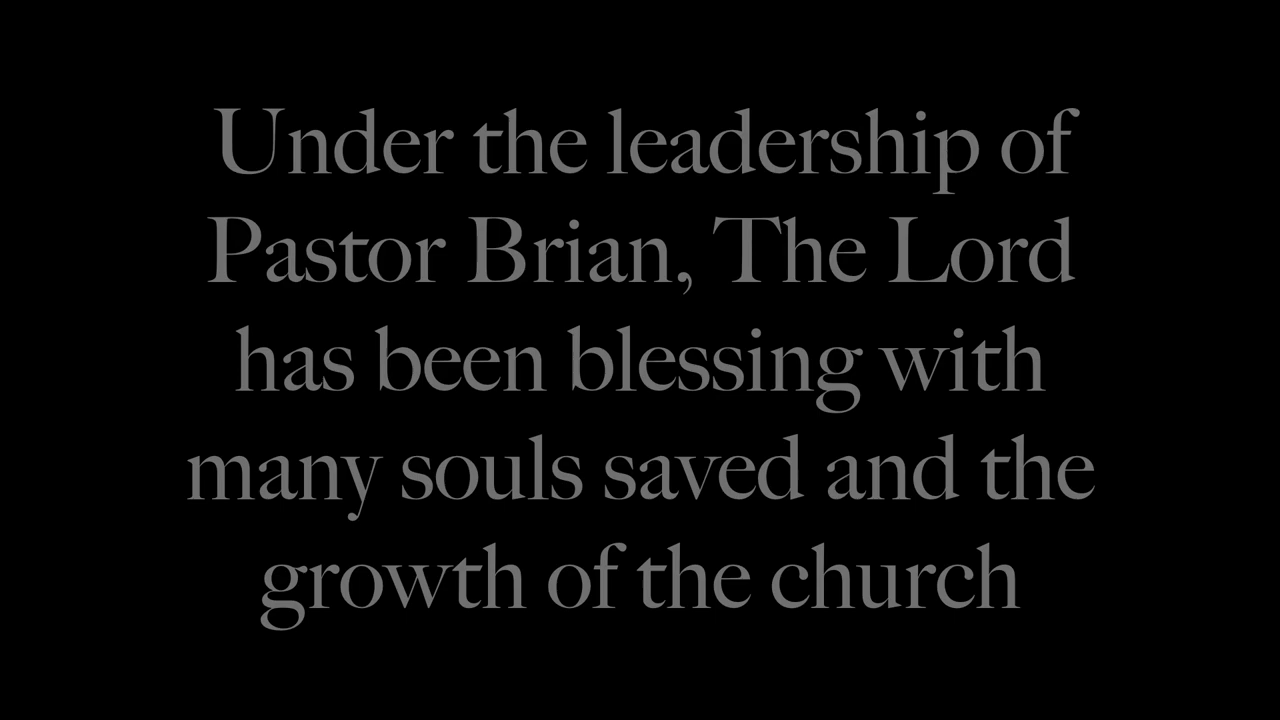 Under the leadership of
Pastor Brian, The Lord
has been blessing with
many souls saved and the
growth of the church